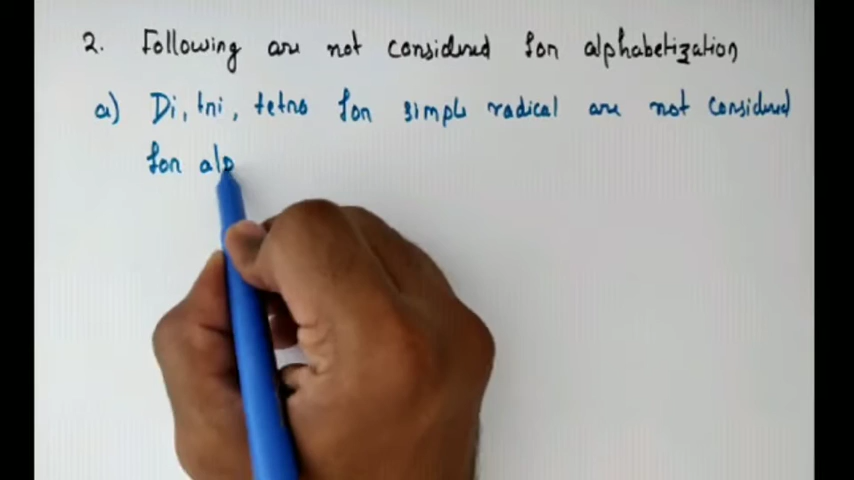 2. Following are not considered for alphabetization
a) Di, tri, tetra for simple radical are not considered
for alp